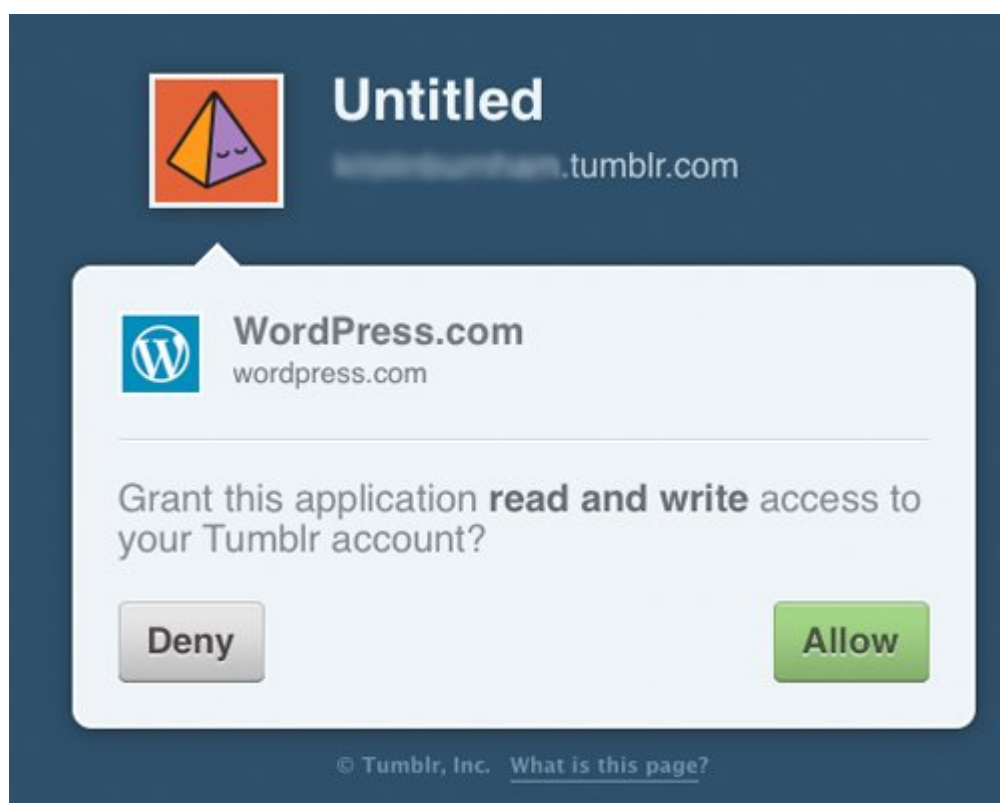 Untitled
.tumblr.com
WordPress.com
wordpress.com
Grant this application read and write access to
your Tumblr account?
Deny
Allow
© Tumblr, Inc. What is this page?